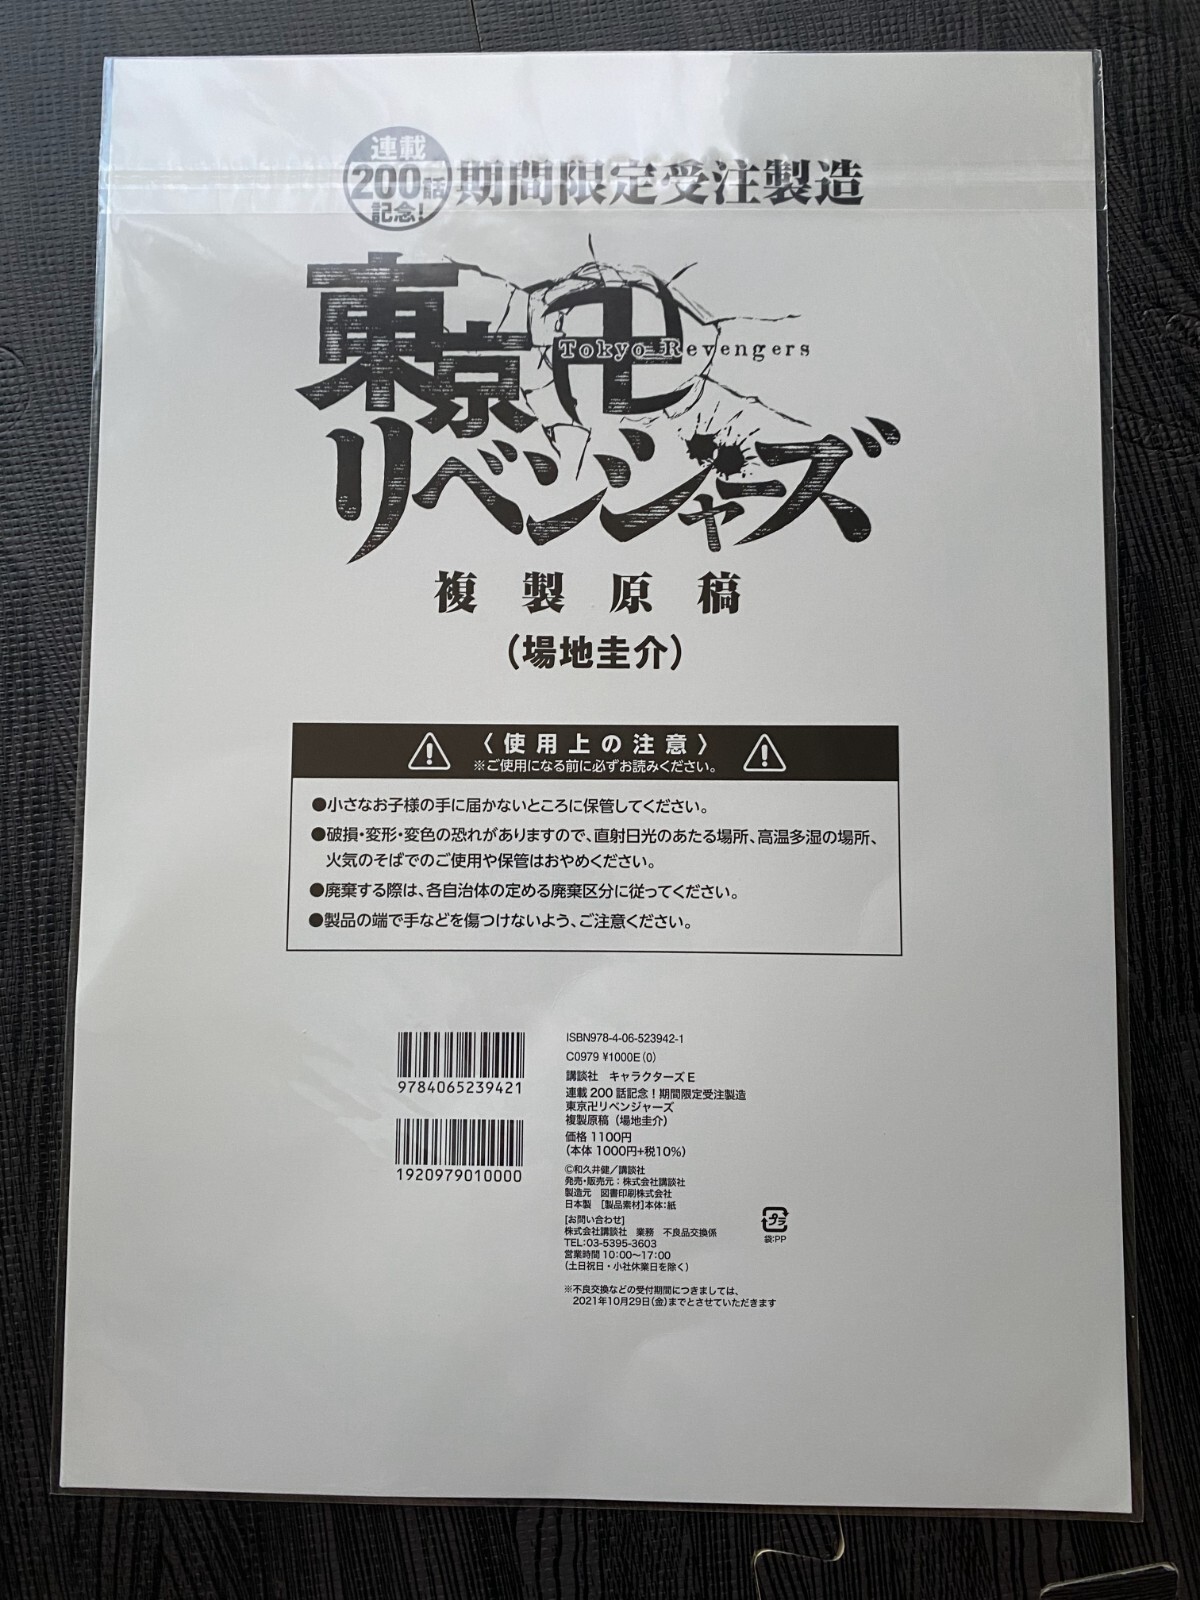 連載
200話
記念!
期間限定受注製造
東京卍
Tokyo Revengers
リベンジャーズ
複製原稿
(場地圭介)
〈使用上の注意〉
※ご使用になる前に必ずお読みください。
●小さなお子様の手に届かないところに保管してください。
●破損・変形・変色の恐れがありますので、直射日光のあたる場所、高温多湿の場所、
火気のそばでのご使用や保管はおやめください。
●廃棄する際は、各自治体の定める廃棄区分に従ってください。
●製品の端で手などを傷つけないよう、ご注意ください。
9784065239421
1920979010000
ISBN978-4-06-523942-1
C0979 ¥1000E(0)
講談社 キャラクターズE
連載200話記念!期間限定受注製造
東京卍リベンジャーズ
複製原稿(場地圭介)
価格 1100円
(本体 1000円+税10%)
©和久井健/講談社
発売・販売元:株式会社講談社
製造元 図書印刷株式会社
日本製 [製品素材]本体:紙
[お問い合わせ]
株式会社講談社 業務 不良品交換係
TEL:03-5395-3603
営業時間 10:00〜17:00
(土日祝日・小社休業日を除く)
プラ
袋:PP
※不良交換などの受付期間につきましては、
2021年10月29日(金)までとさせていただきます